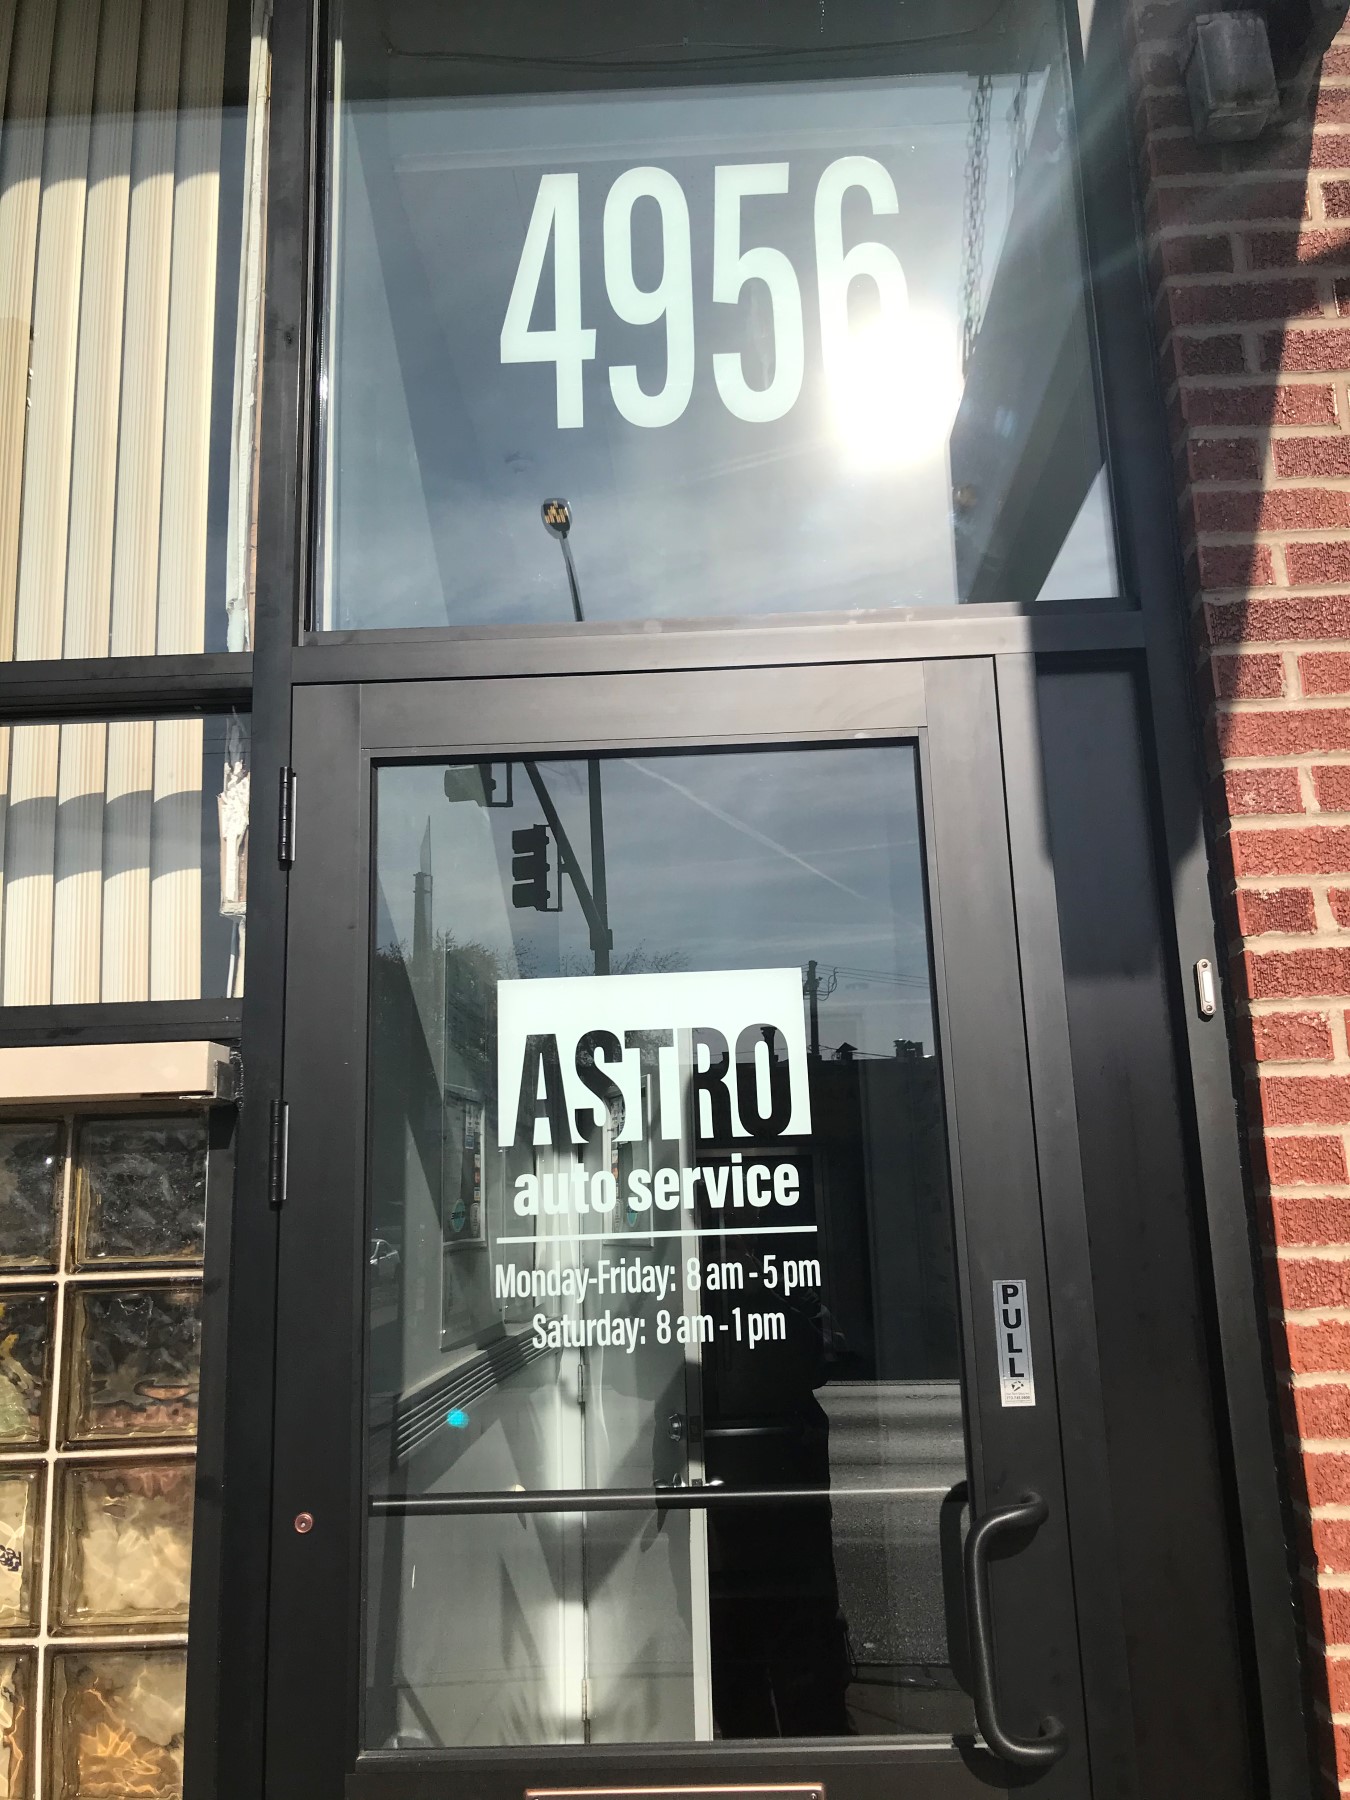 4956
ASTRO
auto service
Monday-Friday: 8 am - 5 pm
Saturday: 8 am - 1 pm
PULL